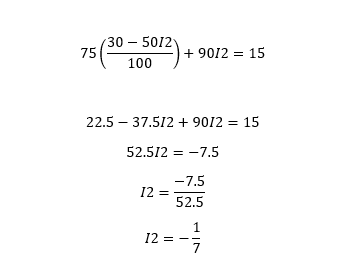 75(30 − 50I2 / 100) + 90I2 = 15
22.5 − 37.5I2 + 90I2 = 15
52.5I2 = −7.5
I2 = −7.5 / 52.5
I2 = − 1 / 7